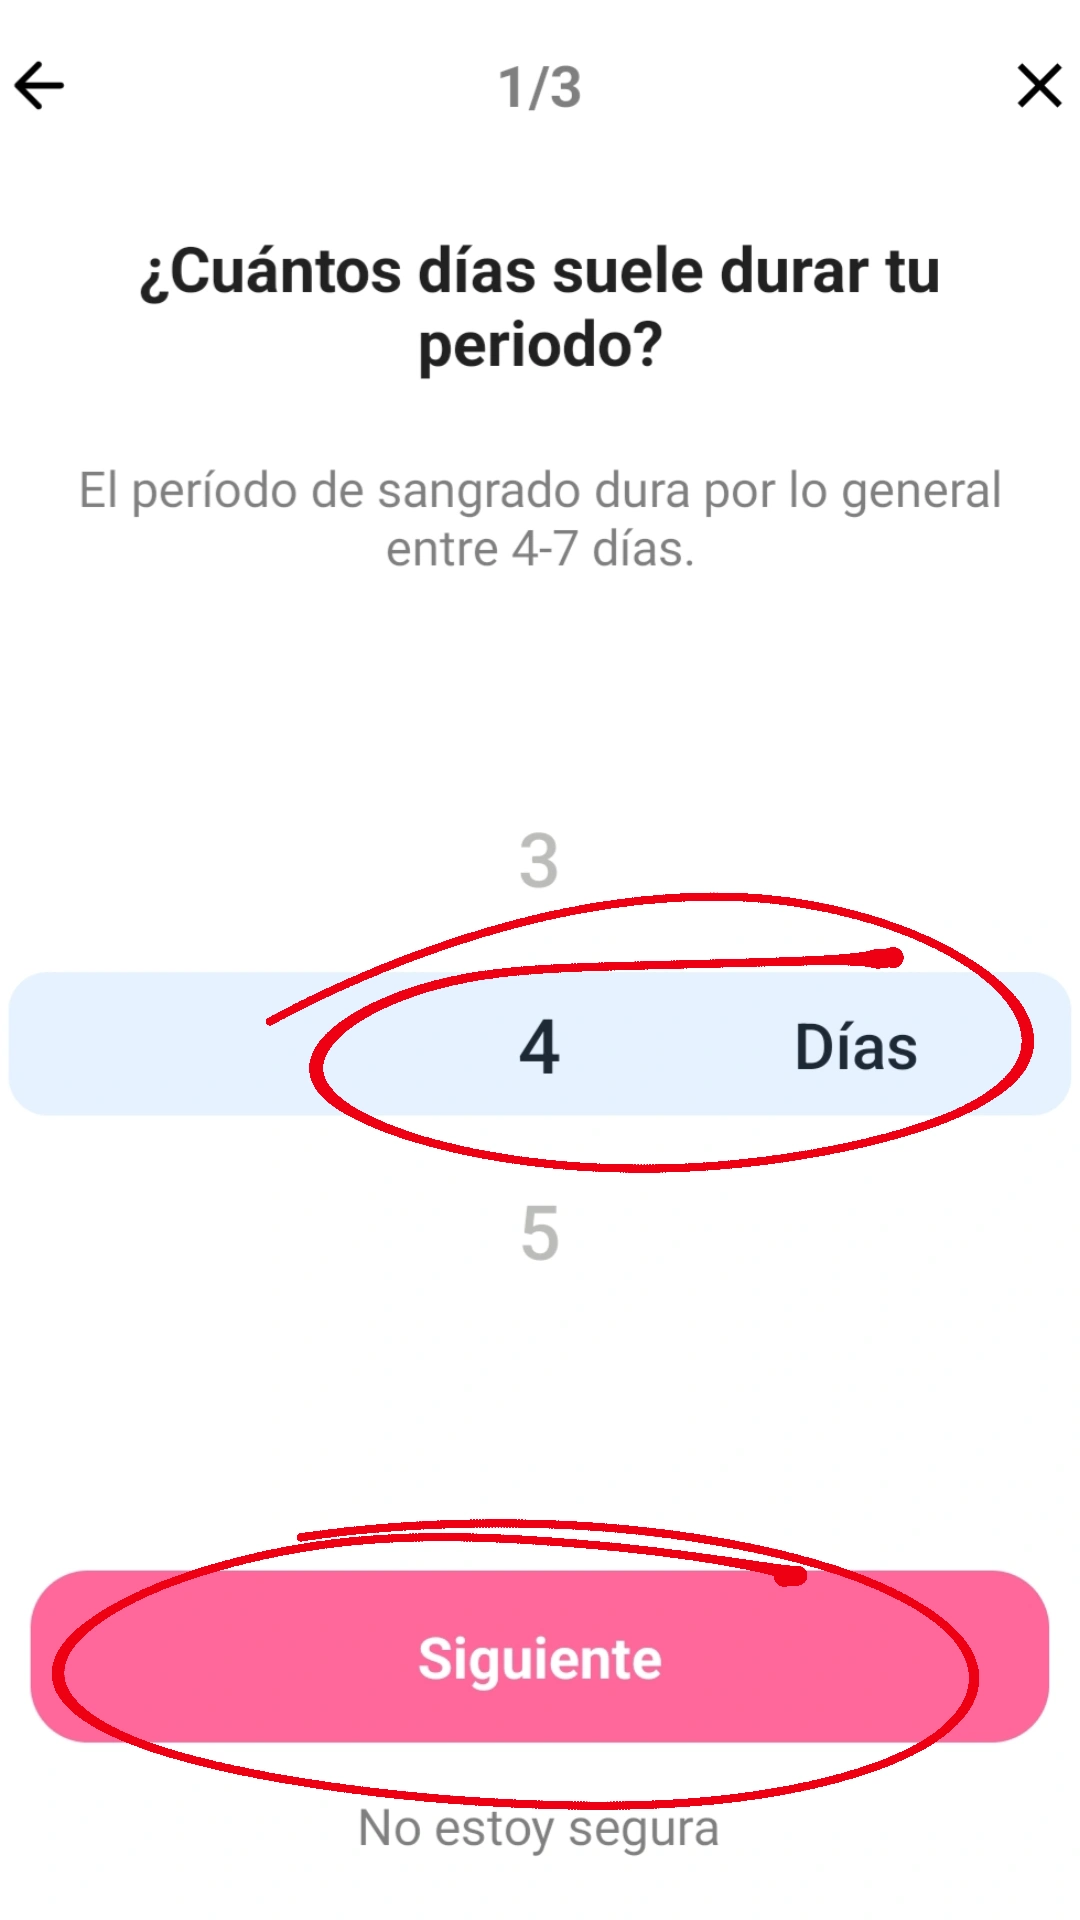 1/3
¿Cuántos días suele durar tu
periodo?
El período de sangrado dura por lo general
entre 4-7 días.
3
4 Días
5
Siguiente
No estoy segura